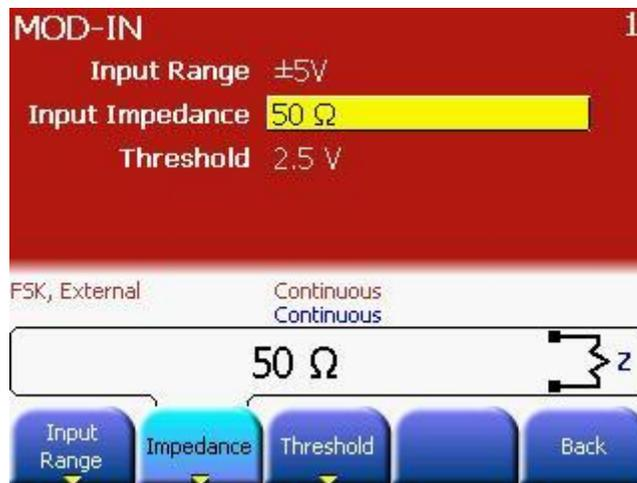 MOD-IN 1
Input Range ±5V
Input Impedance 50 Ω
Threshold 2.5 V
FSK, External Continuous
Continuous
50 Ω
Z
Input
Range
Impedance
Threshold
Back